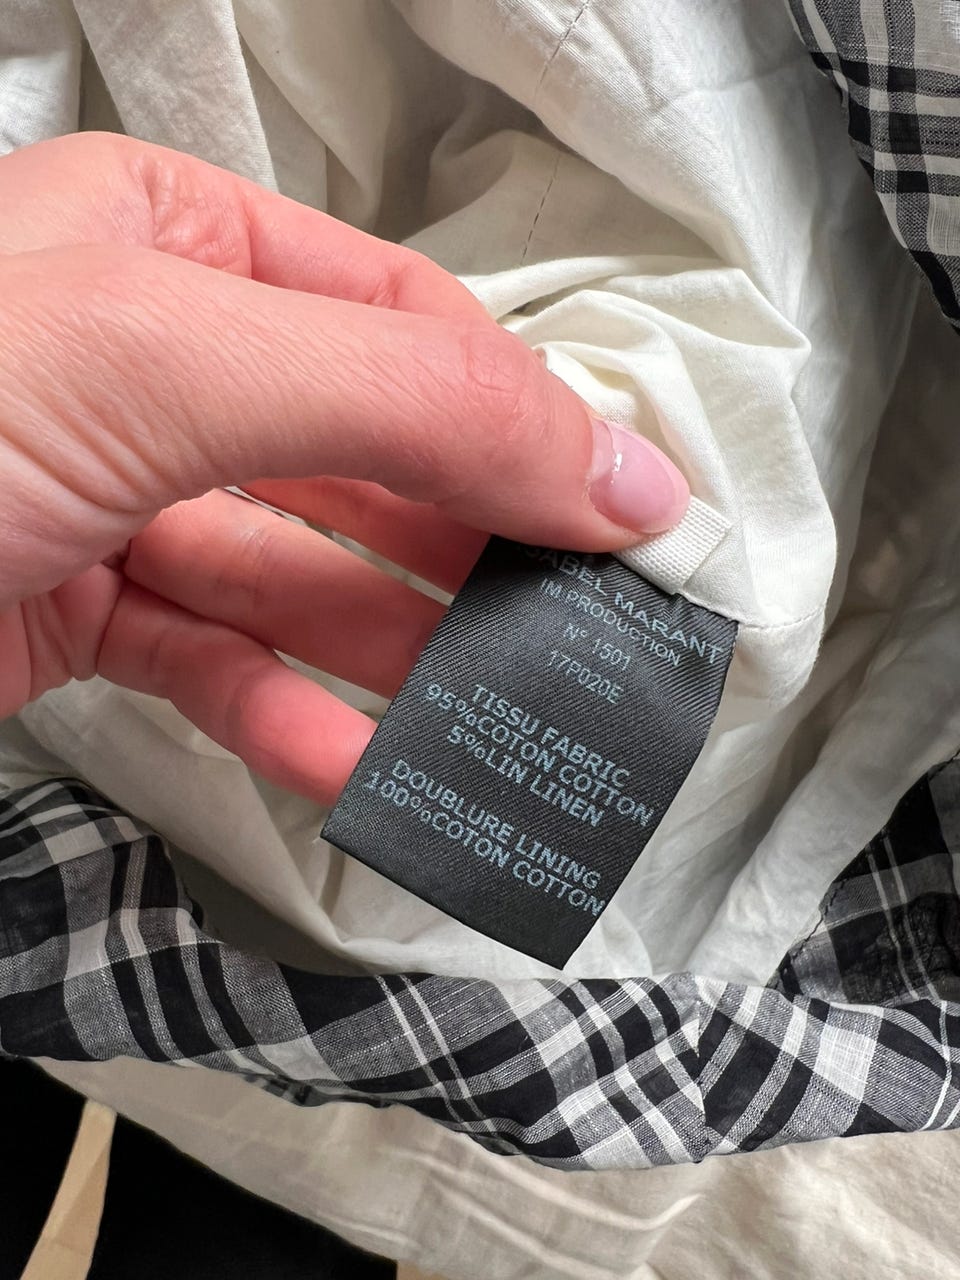 ISABEL MARANT
IM PRODUCTION
N° 1501
17P020E
TISSU FABRIC
95%COTON COTTON
5%LIN LINEN
DOUBLURE LINING
100%COTON COTTON